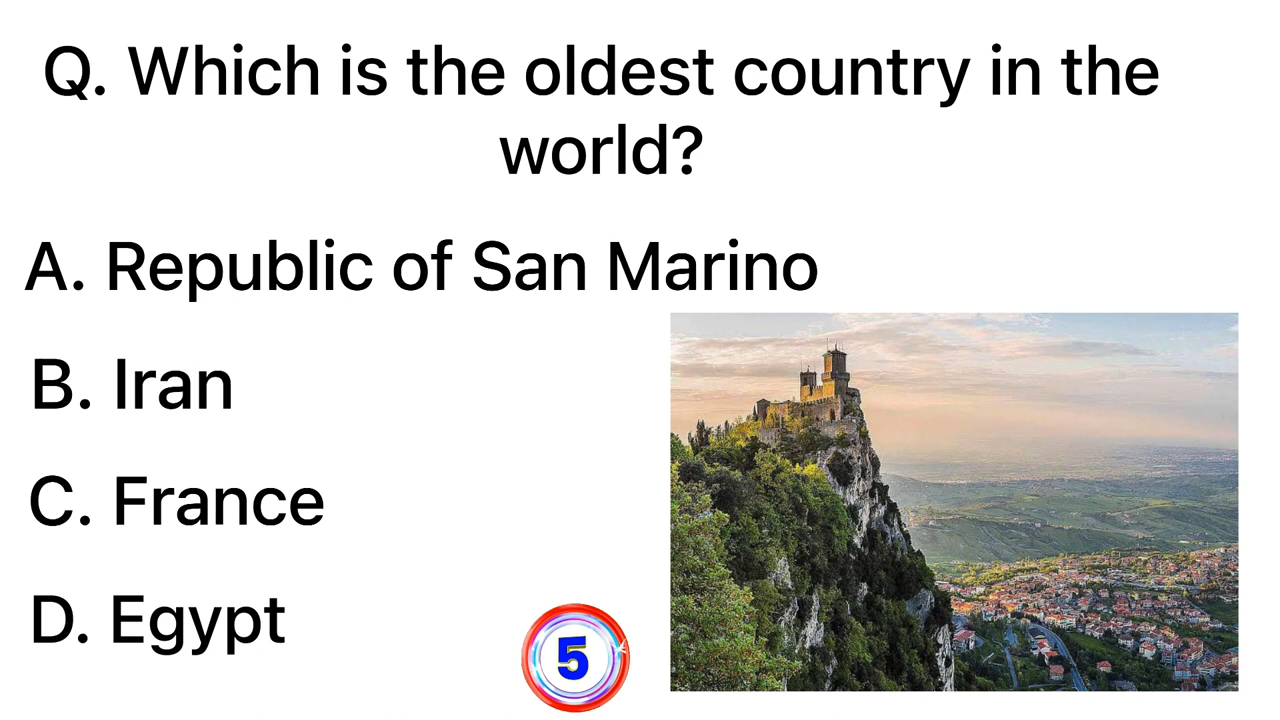 Q. Which is the oldest country in the
world?
A. Republic of San Marino
B. Iran
C. France
D. Egypt
5